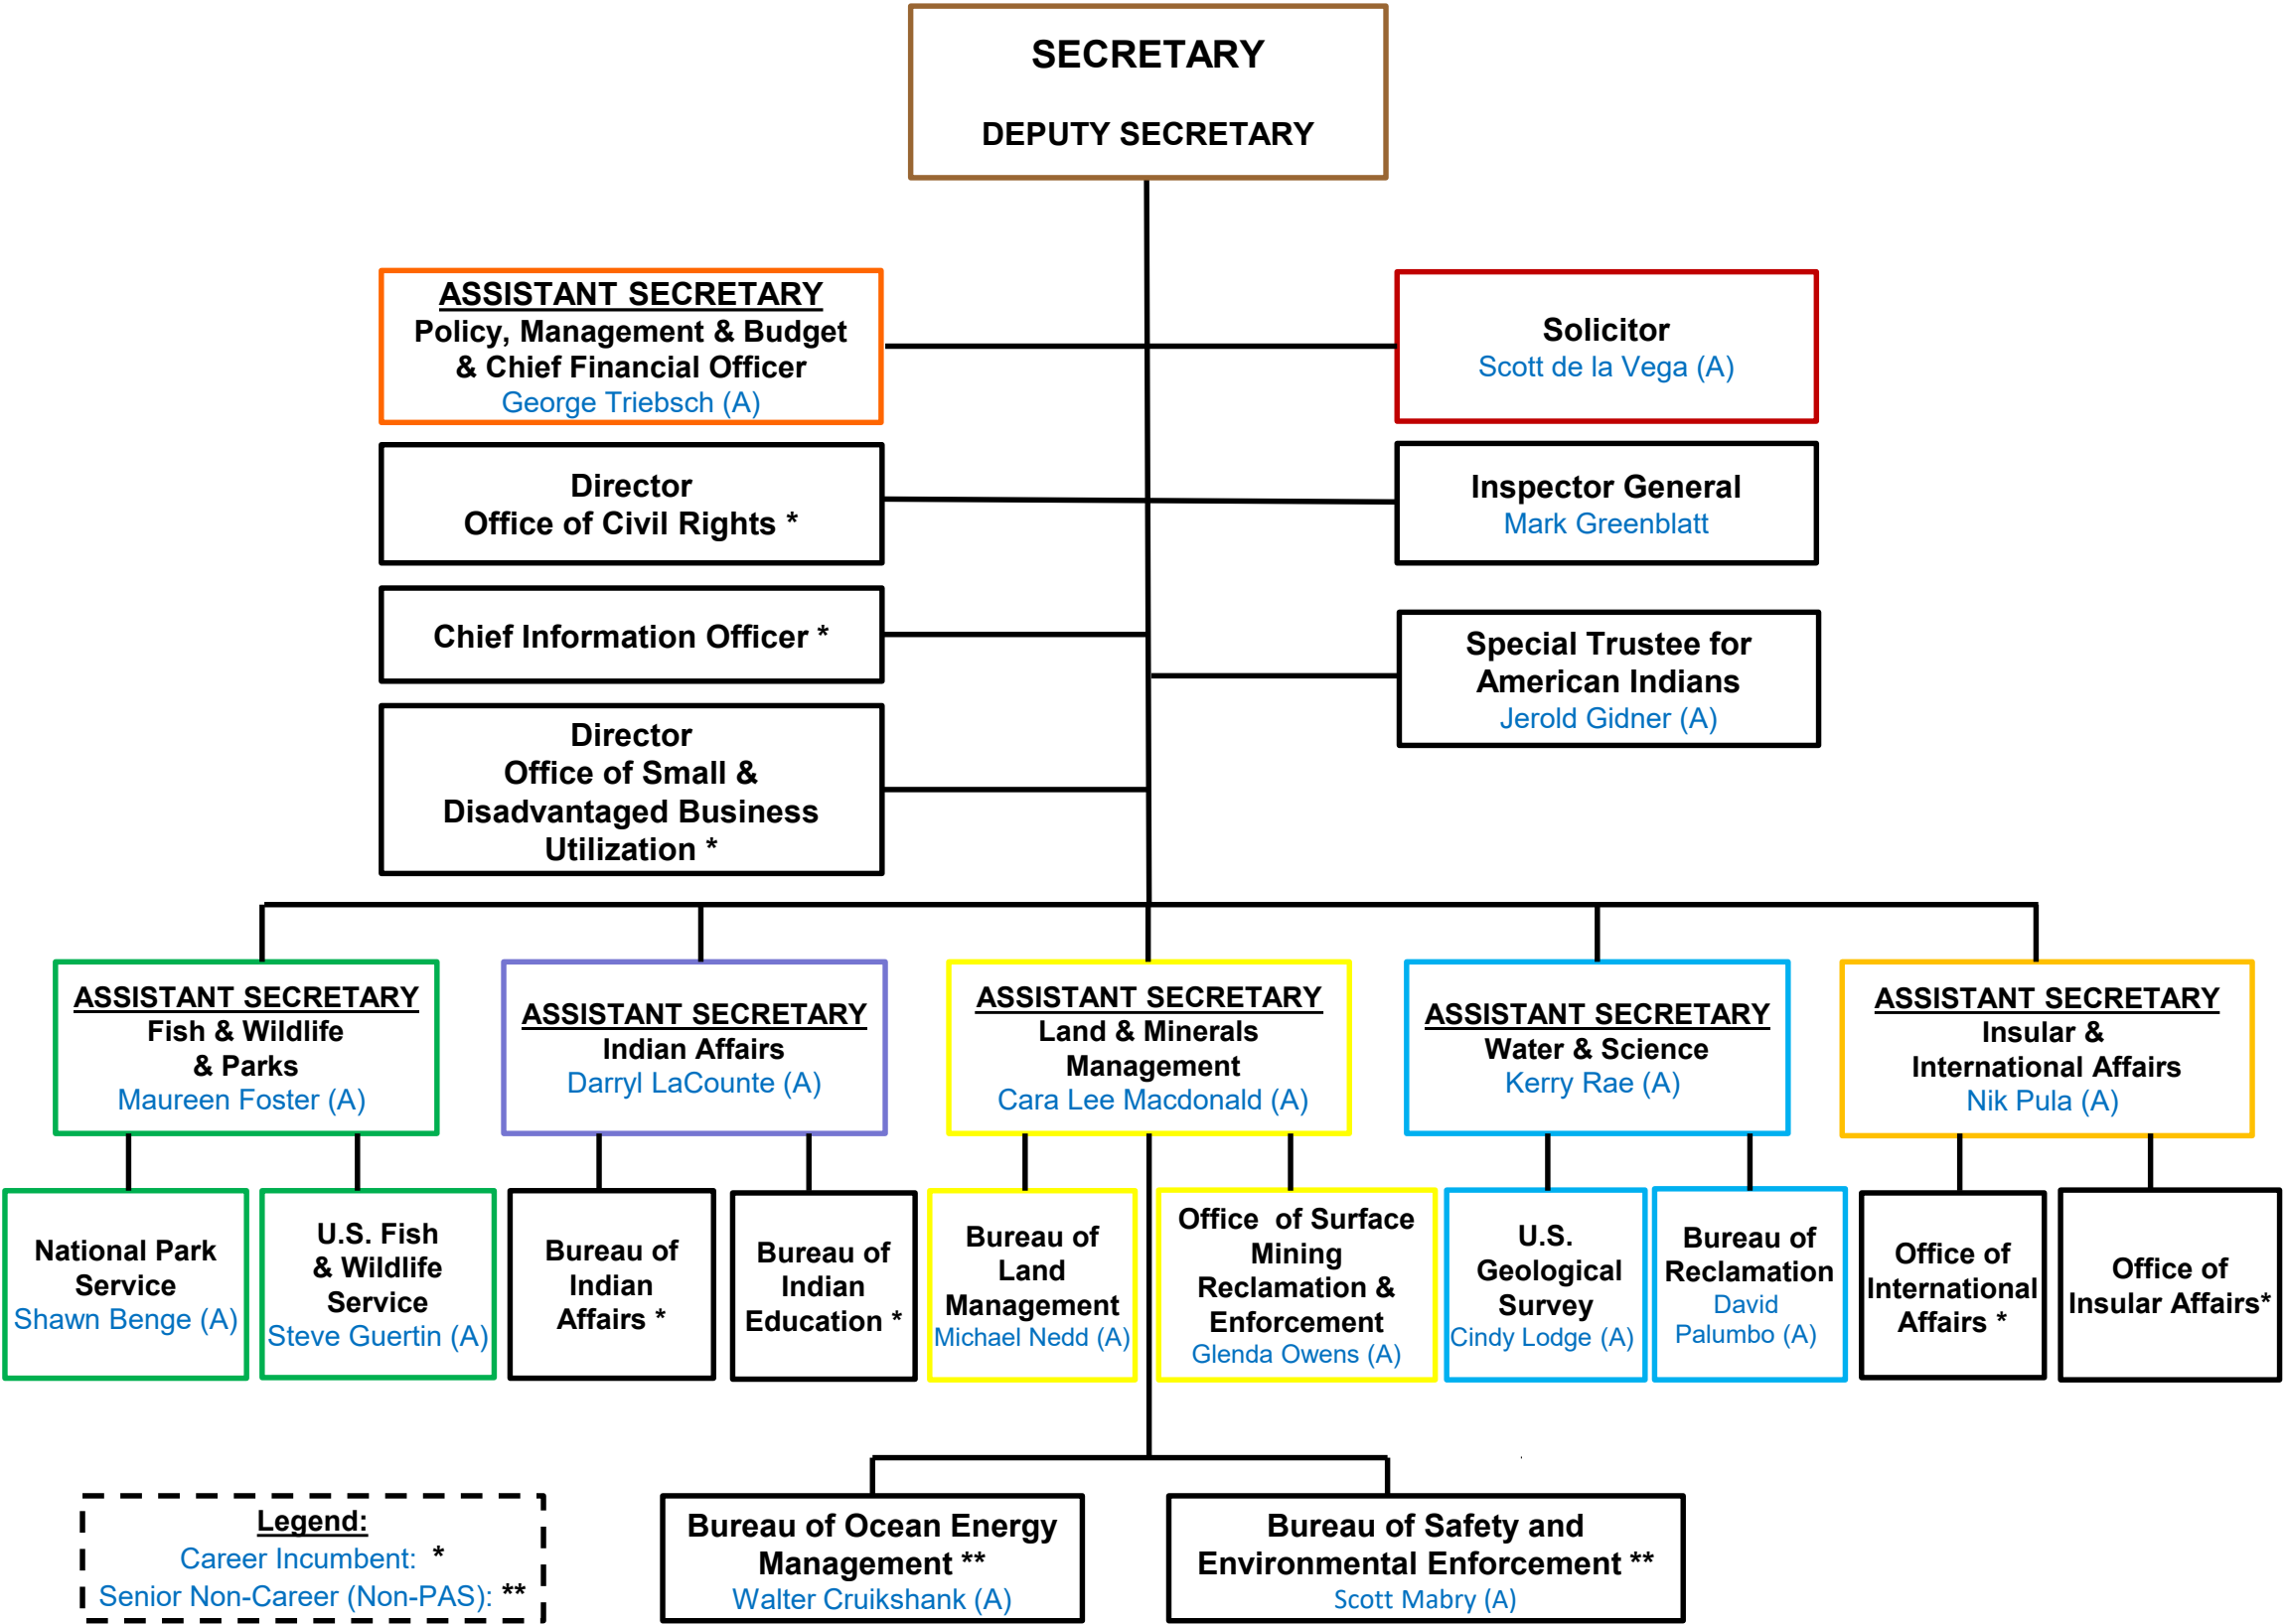 SECRETARY
DEPUTY SECRETARY
ASSISTANT SECRETARY
Policy, Management & Budget
& Chief Financial Officer
George Triebsch (A)
Solicitor
Scott de la Vega (A)
Director
Office of Civil Rights *
Inspector General
Mark Greenblatt
Chief Information Officer *
Special Trustee for
American Indians
Jerold Gidner (A)
Director
Office of Small &
Disadvantaged Business
Utilization *
ASSISTANT SECRETARY
Fish & Wildlife
& Parks
Maureen Foster (A)
ASSISTANT SECRETARY
Indian Affairs
Darryl LaCounte (A)
ASSISTANT SECRETARY
Land & Minerals
Management
Cara Lee Macdonald (A)
ASSISTANT SECRETARY
Water & Science
Kerry Rae (A)
ASSISTANT SECRETARY
Insular &
International Affairs
Nik Pula (A)
National Park
Service
Shawn Benge (A)
U.S. Fish
& Wildlife
Service
Steve Guertin (A)
Bureau of
Indian
Affairs *
Bureau of
Indian
Education *
Bureau of
Land
Management
Michael Nedd (A)
Office of Surface
Mining
Reclamation &
Enforcement
Glenda Owens (A)
U.S.
Geological
Survey
Cindy Lodge (A)
Bureau of
Reclamation
David
Palumbo (A)
Office of
International
Affairs *
Office of
Insular Affairs*
Bureau of Ocean Energy
Management **
Walter Cruikshank (A)
Bureau of Safety and
Environmental Enforcement **
Scott Mabry (A)
Legend:
Career Incumbent: *
Senior Non-Career (Non-PAS): **